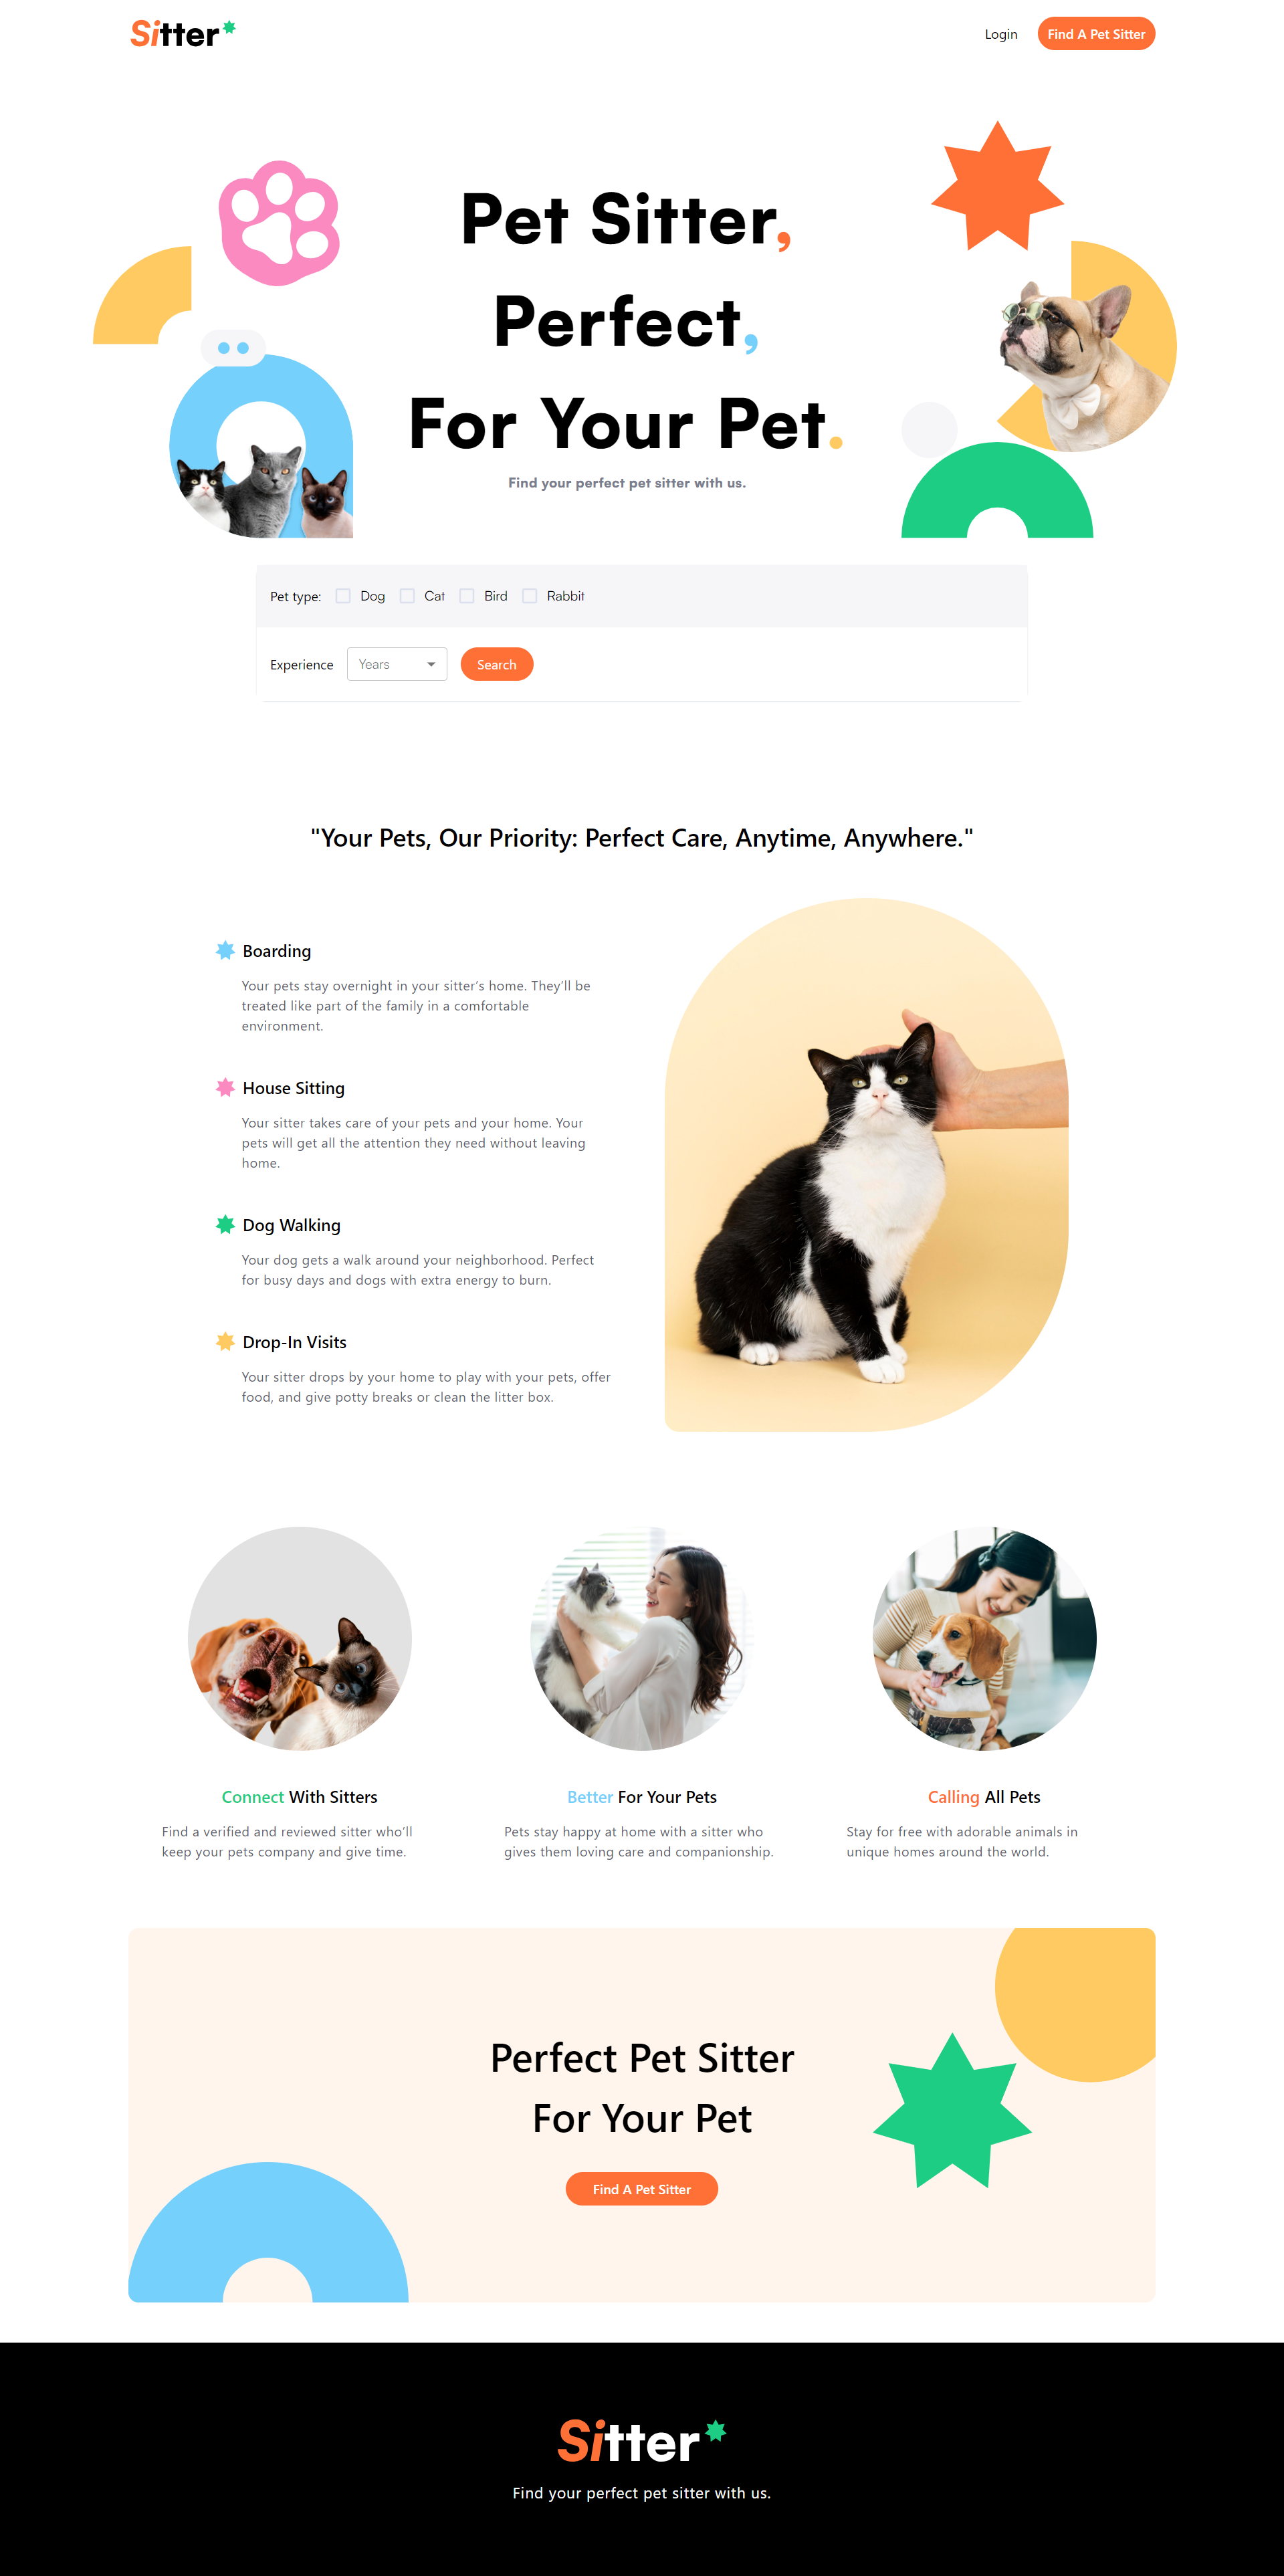 Sitter
Login
Find A Pet Sitter
Pet Sitter,
Perfect,
For Your Pet.
Find your perfect pet sitter with us.
Pet type:
Dog
Cat
Bird
Rabbit
Experience
Years
Search
"Your Pets, Our Priority: Perfect Care, Anytime, Anywhere."
Boarding
Your pets stay overnight in your sitter's home. They'll be
treated like part of the family in a comfortable
environment.
House Sitting
Your sitter takes care of your pets and your home. Your
pets will get all the attention they need without leaving
home.
Dog Walking
Your dog gets a walk around your neighborhood. Perfect
for busy days and dogs with extra energy to burn.
Drop-In Visits
Your sitter drops by your home to play with your pets, offer
food, and give potty breaks or clean the litter box.
Connect With Sitters
Find a verified and reviewed sitter who'll
keep your pets company and give time.
Better For Your Pets
Pets stay happy at home with a sitter who
gives them loving care and companionship.
Calling All Pets
Stay for free with adorable animals in
unique homes around the world.
Perfect Pet Sitter
For Your Pet
Find A Pet Sitter
Sitter
Find your perfect pet sitter with us.